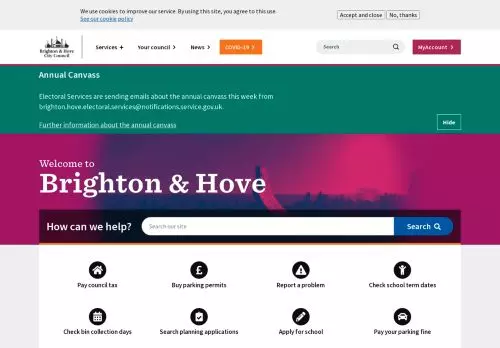 We use cookies to improve our service. By using this site, you agree to this use.
See our cookie policy
Accept and close
No, thanks
Brighton & Hove
City Council
Services +
Your council >
News >
COVID-19 >
Search
MyAccount >
Annual Canvass
Electoral Services are sending emails about the annual canvass this week from
brighton.hove.electoral.services@notifications.service.gov.uk.
Further information about the annual canvass
Hide
Welcome to
Brighton & Hove
How can we help?
Search our site
Search
Pay council tax
Buy parking permits
Report a problem
Check school term dates
Check bin collection days
Search planning applications
Apply for school
Pay your parking fine